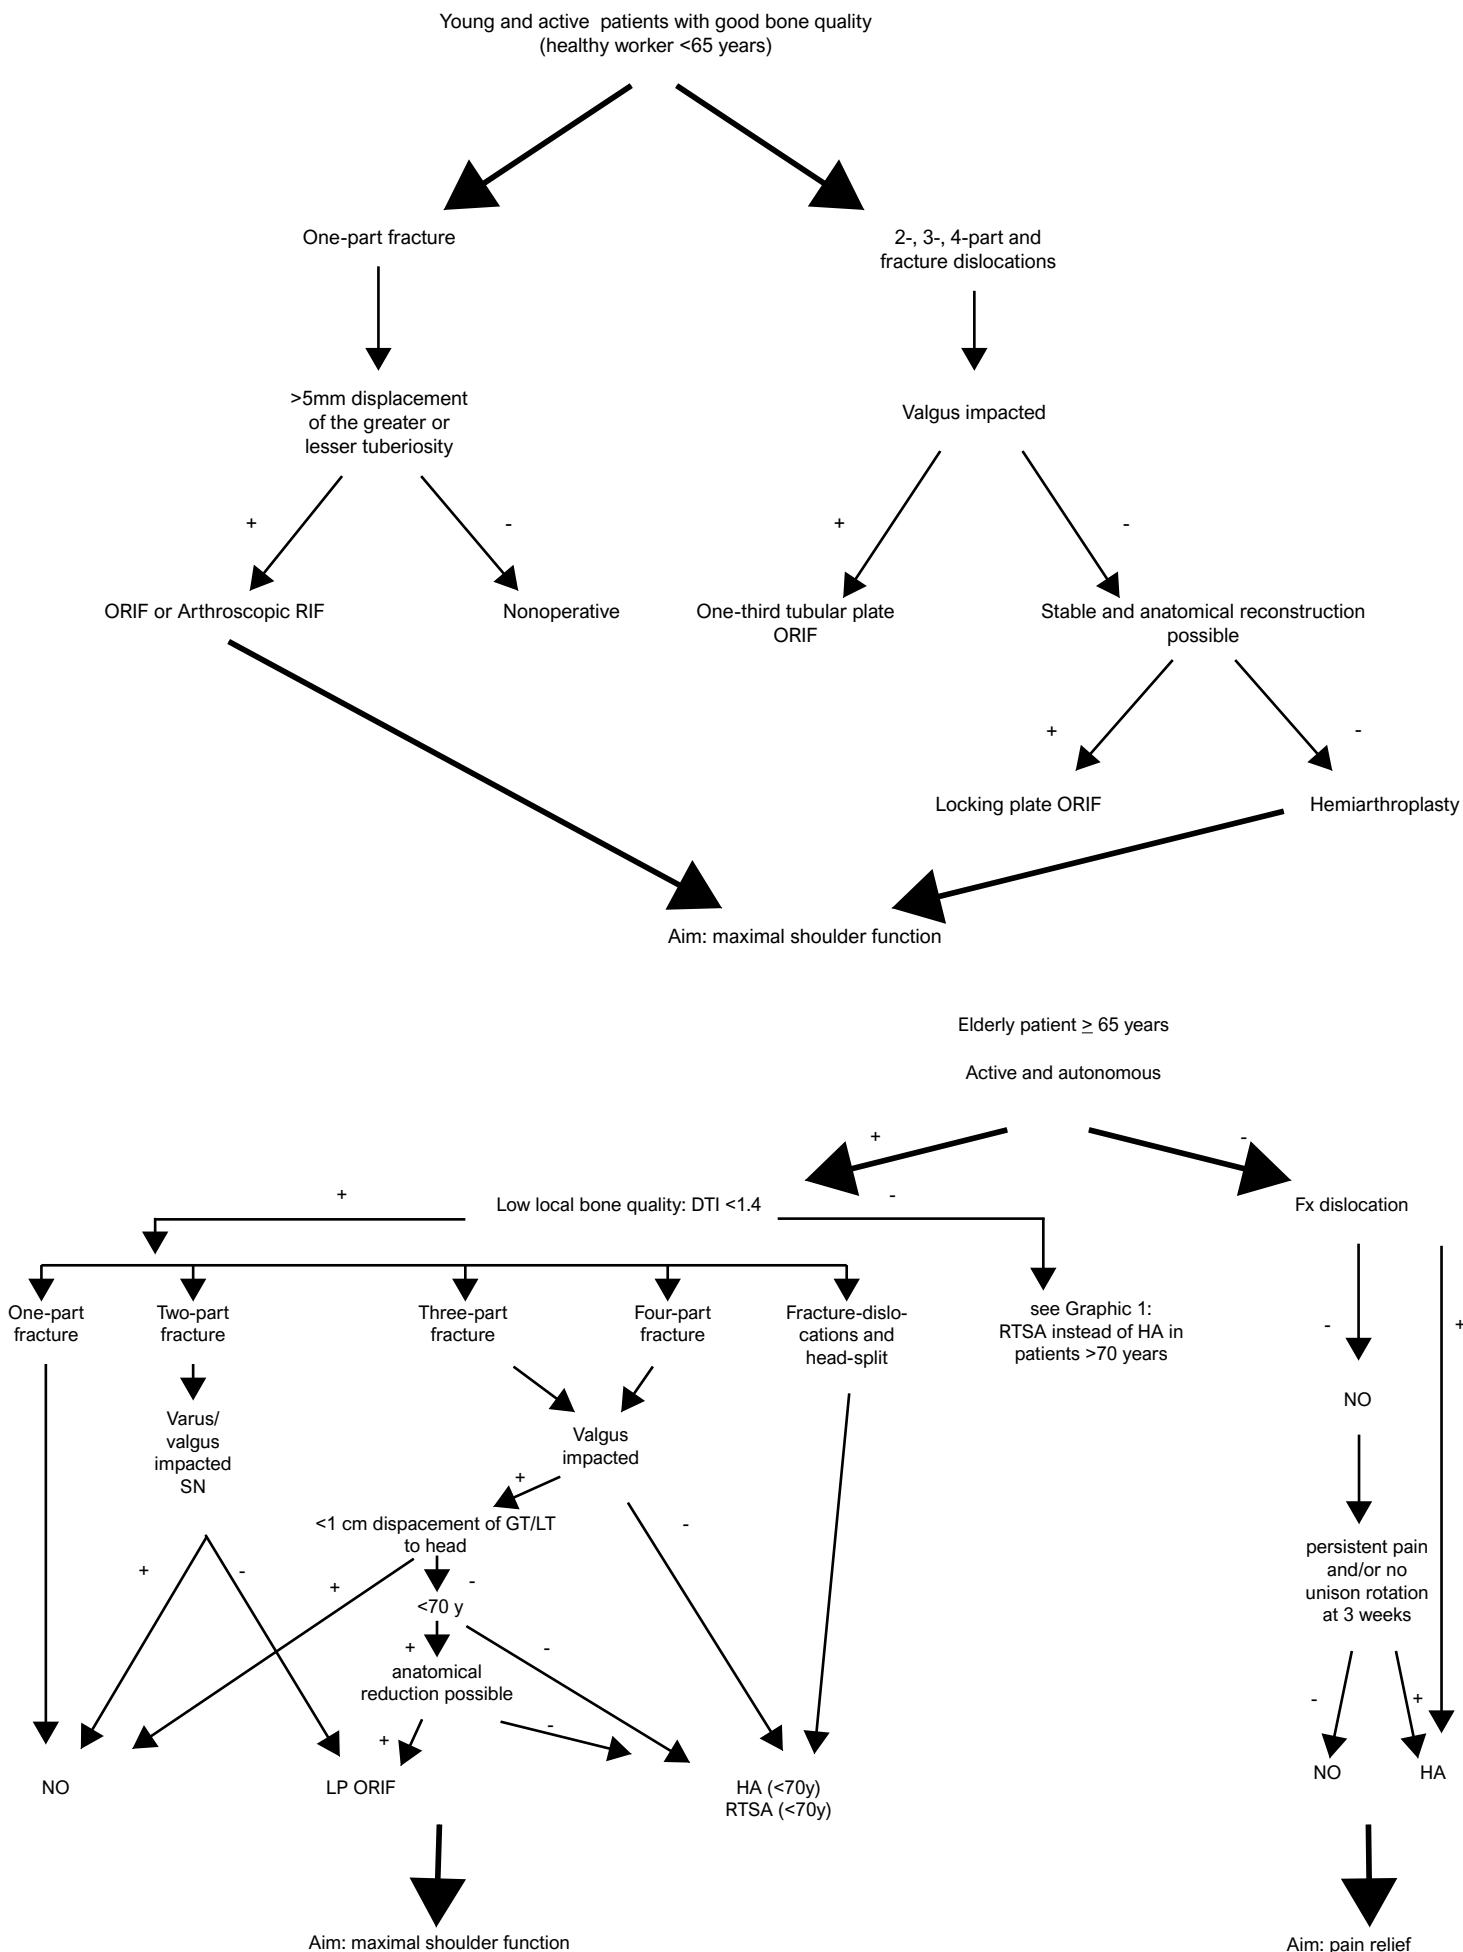 Young and active patients with good bone quality
(healthy worker <65 years)
One-part fracture
2-, 3-, 4-part and
fracture dislocations
>5mm displacement
of the greater or
lesser tuberiosity
Valgus impacted
+
-
+
-
ORIF or Arthroscopic RIF
Nonoperative
One-third tubular plate
ORIF
Stable and anatomical reconstruction
possible
+
-
Locking plate ORIF
Hemiarthroplasty
Aim: maximal shoulder function
Elderly patient ≥ 65 years
Active and autonomous
+
-
+
Low local bone quality: DTI <1.4
-
Fx dislocation
One-part
fracture
Two-part
fracture
Three-part
fracture
Four-part
fracture
Fracture-dislo-
cations and
head-split
see Graphic 1:
RTSA instead of HA in
patients >70 years
-
+
NO
Varus/
valgus
impacted
SN
Valgus
impacted
+
-
<1 cm dispacement of GT/LT
to head
persistent pain
and/or no
unison rotation
at 3 weeks
+
-
+
-
<70 y
+
-
anatomical
reduction possible
+
-
-
+
NO
LP ORIF
HA (<70y)
RTSA (<70y)
NO
HA
Aim: maximal shoulder function
Aim: pain relief